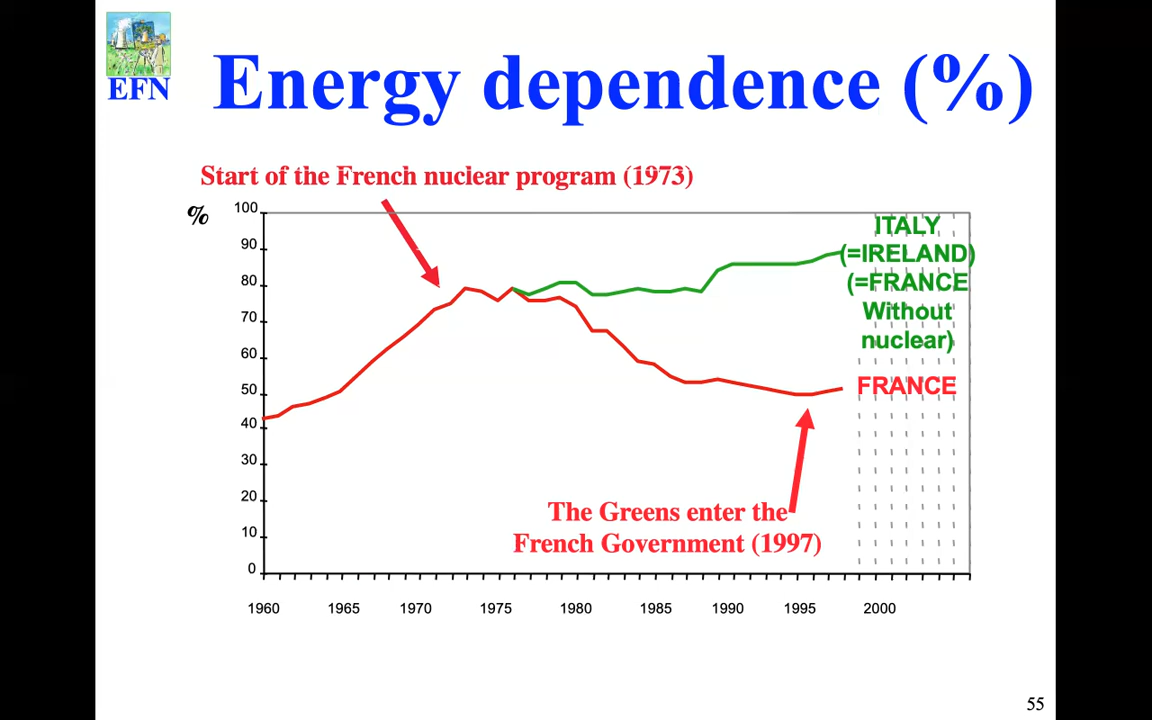 EFN
Energy dependence (%)
Start of the French nuclear program (1973)
%
100
90
80
70
60
50
40
30
20
10
0
ITALY
(=IRELAND)
(=FRANCE
Without
nuclear)
FRANCE
The Greens enter the
French Government (1997)
1960 1965 1970 1975 1980 1985 1990 1995 2000
55